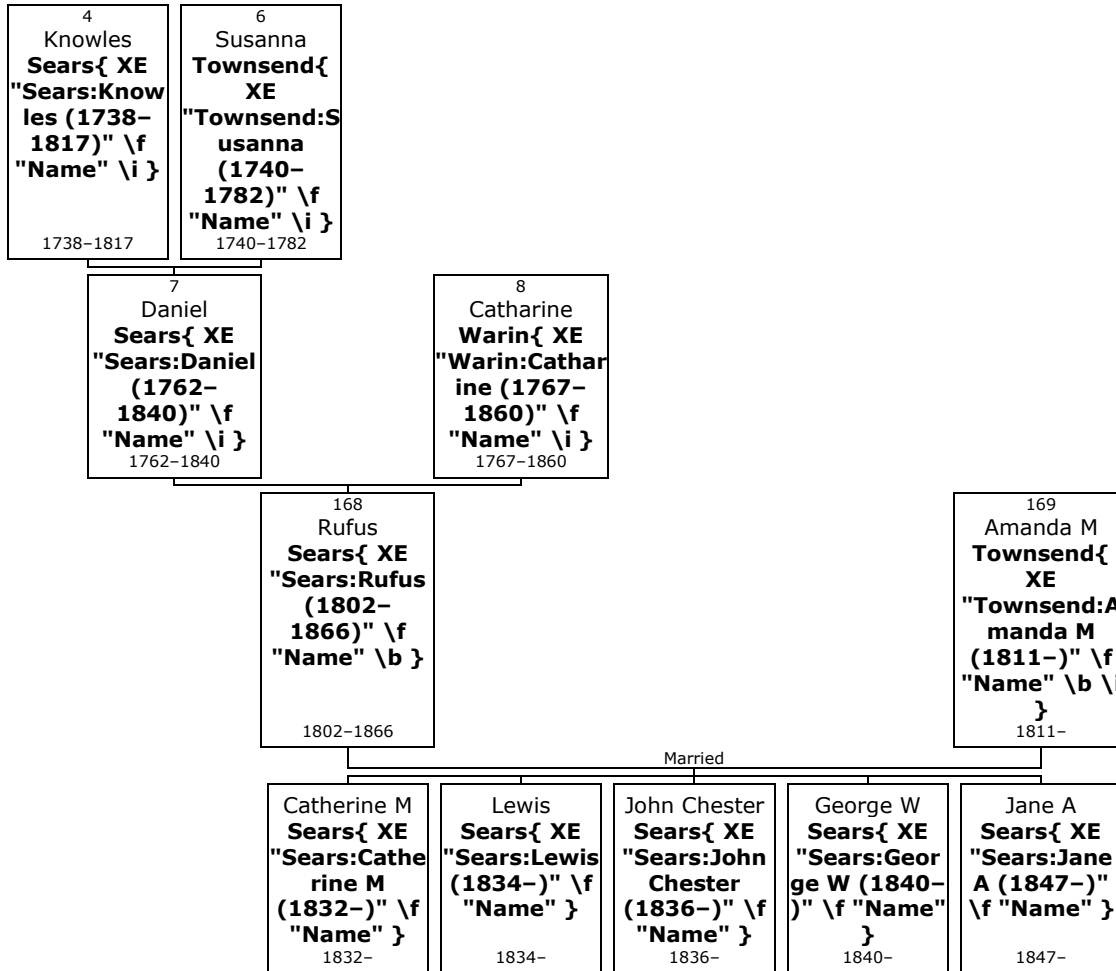 4
Knowles
Sears{ XE
"Sears:Know
les (1738–
1817)" \f
"Name" \i }
1738–1817
6
Susanna
Townsend{
XE
"Townsend:S
usanna
(1740–
1782)" \f
"Name" \i }
1740–1782
7
Daniel
Sears{ XE
"Sears:Daniel
(1762–
1840)" \f
"Name" \i }
1762–1840
8
Catharine
Warin{ XE
"Warin:Cathar
ine (1767–
1860)" \f
"Name" \i }
1767–1860
168
Rufus
Sears{ XE
"Sears:Rufus
(1802–
1866)" \f
"Name" \b }
1802–1866
169
Amanda M
Townsend{
XE
"Townsend:A
manda M
(1811–)" \f
"Name" \b \i
}
1811–
Married
Catherine M
Sears{ XE
"Sears:Cathe
rine M
(1832–)" \f
"Name" }
1832–
Lewis
Sears{ XE
"Sears:Lewis
(1834–)" \f
"Name" }
1834–
John Chester
Sears{ XE
"Sears:John
Chester
(1836–)" \f
"Name" }
1836–
George W
Sears{ XE
"Sears:Geor
ge W (1840–
)" \f "Name"
}
1840–
Jane A
Sears{ XE
"Sears:Jane
A (1847–)"
\f "Name" }
1847–